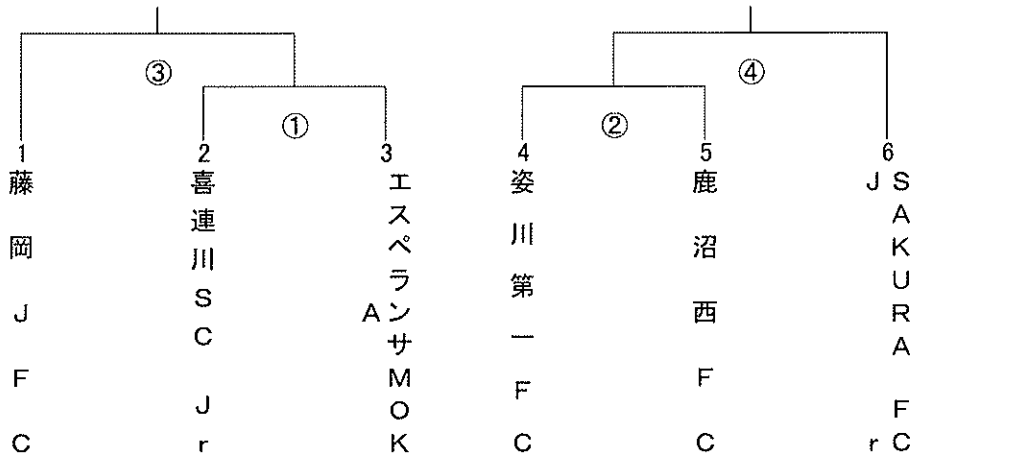 ③
④
①
②
1
2
3
4
5
6
藤岡JFC
喜連川SC Jr
エスペランサMOK
A
姿川第一FC
鹿沼西FC
SAKURA FC
Jr